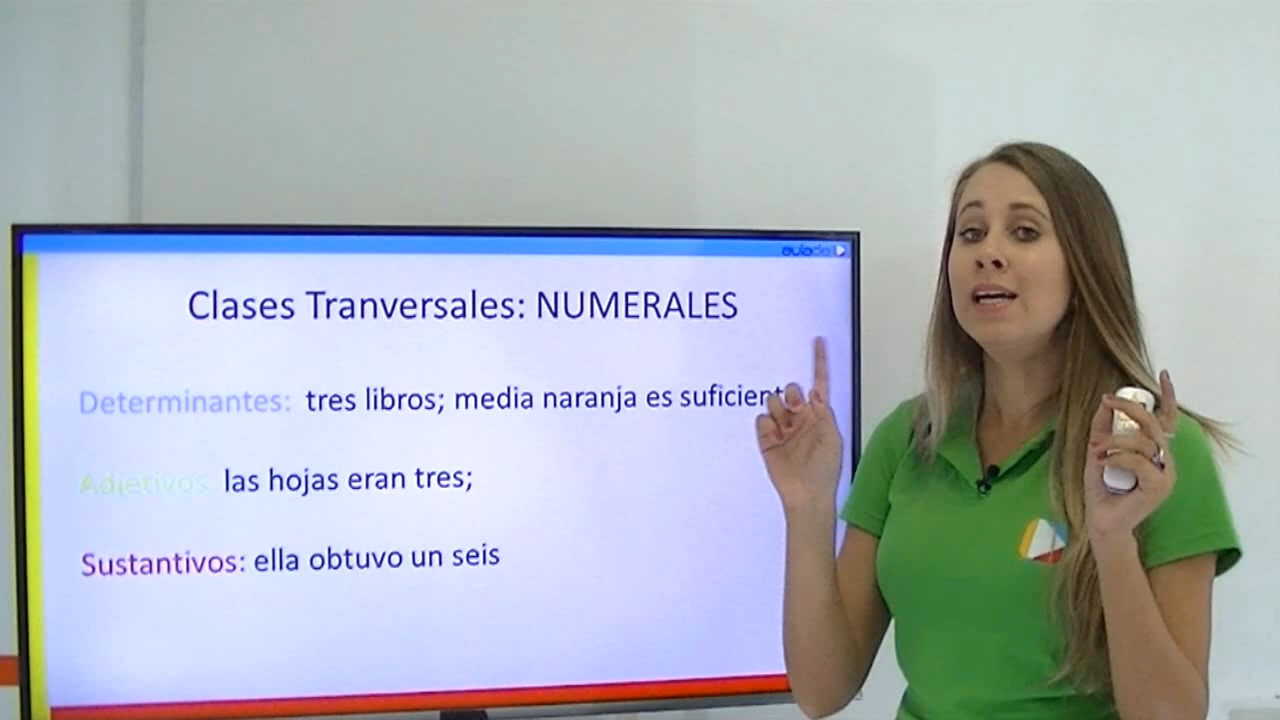 aulade
Clases Tranversales: NUMERALES
Determinantes: tres libros; media naranja es
Adjetivos: las hojas eran tres;
Sustantivos: ella obtuvo un seis